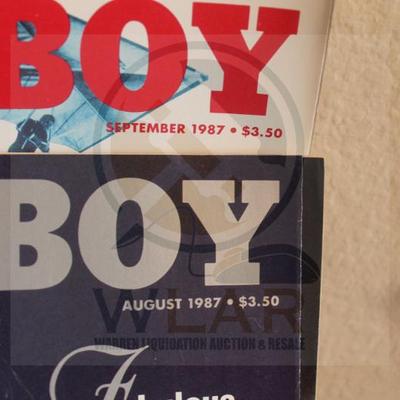 BOY
SEPTEMBER 1987 • $3.50
BOY
AUGUST 1987 • $3.50
WLAR
WARREN LIQUIDATION AUCTION & RESALE